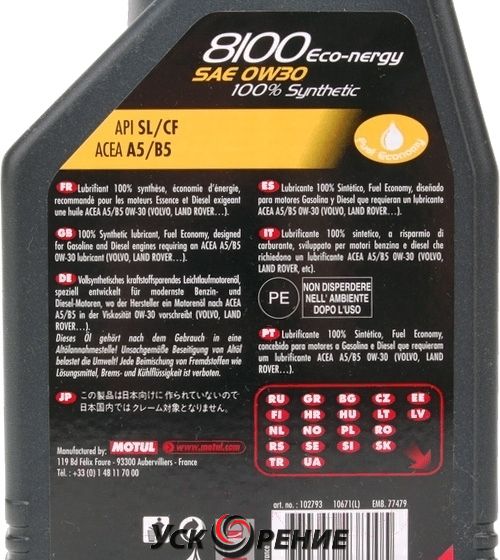 8100 Eco-nergy
SAE 0W30
100% Synthetic
API SL/CF
ACEA A5/B5
Fuel Economy
FR Lubrifiant 100% synthèse, économie d'énergie,
recommandé pour les moteurs Essence et Diesel exigeant
une huile ACEA A5/B5 0W-30 (VOLVO, LAND ROVER...).
GB 100% Synthetic lubricant, Fuel Economy, designed
for Gasoline and Diesel engines requiring an ACEA A5/B5
0W-30 lubricant (VOLVO, LAND ROVER...).
DE Vollsynthetisches kraftstoffsparendes Leichtlaufmotorenöl,
speziell entwickelt für modernste Benzin- und
Diesel-Motoren, wo der Hersteller ein Motorenöl nach ACEA
A5/B5 in der Viskosität 0W-30 vorschreibt (VOLVO, LAND
ROVER...).
Dieses Öl gehört nach dem Gebrauch in eine
Altölannahmestelle! Unsachgemäße Beseitigung von Altöl
belastet die Umwelt! Jede Beimischung von Fremdstoffen wie
Lösungsmittel, Brems- und Kühlflüssigkeit ist verboten.
JP この製品は日本向けに作られていないので
日本国内ではクレーム対象となりません。
ES Lubricante 100% Sintético, Fuel Economy, diseñado
para motores Gasolina y Diesel que requieran un lubricante
ACEA A5/B5 0W-30 (VOLVO, LAND ROVER...).
IT Lubrificante 100% sintetico, a risparmio di
carburante, sviluppato per motori benzina e diesel che
richiedono un lubrificante ACEA A5/B5 0W-30 (VOLVO,
LAND ROVER, etc).
PE
NON DISPERDERE
NELL' AMBIENTE
DOPO L'USO
PT Lubrificante 100% Sintético, Fuel Economy,
concebido para motores a Gasolina e Diesel que requeiram
um lubrificante ACEA A5/B5 0W-30 (VOLVO, LAND
ROVER...).
RU GR BG CZ EE
FI HR HU LT LV
NL NO PL RO
RS SE SI SK
TR UA
Manufactured by MOTUL www.motul.com
119 Bd Félix Faure - 93300 Aubervilliers - France
Tél. : +33 (0) 1 48 11 70 00
art. no. : 102793 10671(L) EMB. 77479
УСКОРЕНИЕ